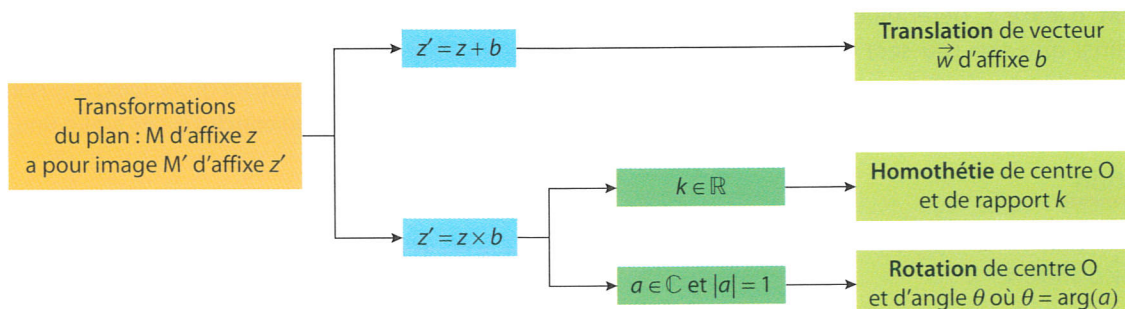 Transformations
du plan : M d'affixe z
a pour image M′ d'affixe z′
z′ = z + b
Translation de vecteur
w⃗ d'affixe b
z′ = z × b
k ∈ ℝ
Homothétie de centre O
et de rapport k
a ∈ ℂ et |a| = 1
Rotation de centre O
et d'angle θ où θ = arg(a)